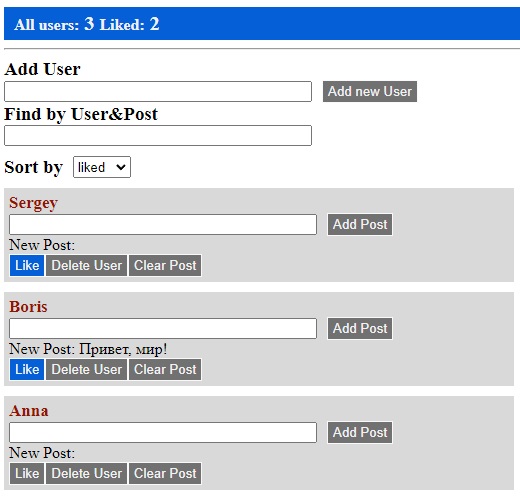 All users: 3 Liked: 2
Add User
Add new User
Find by User&Post
Sort by liked
Sergey
Add Post
New Post:
Like Delete User Clear Post
Boris
Add Post
New Post: Привет, мир!
Like Delete User Clear Post
Anna
Add Post
New Post:
Like Delete User Clear Post